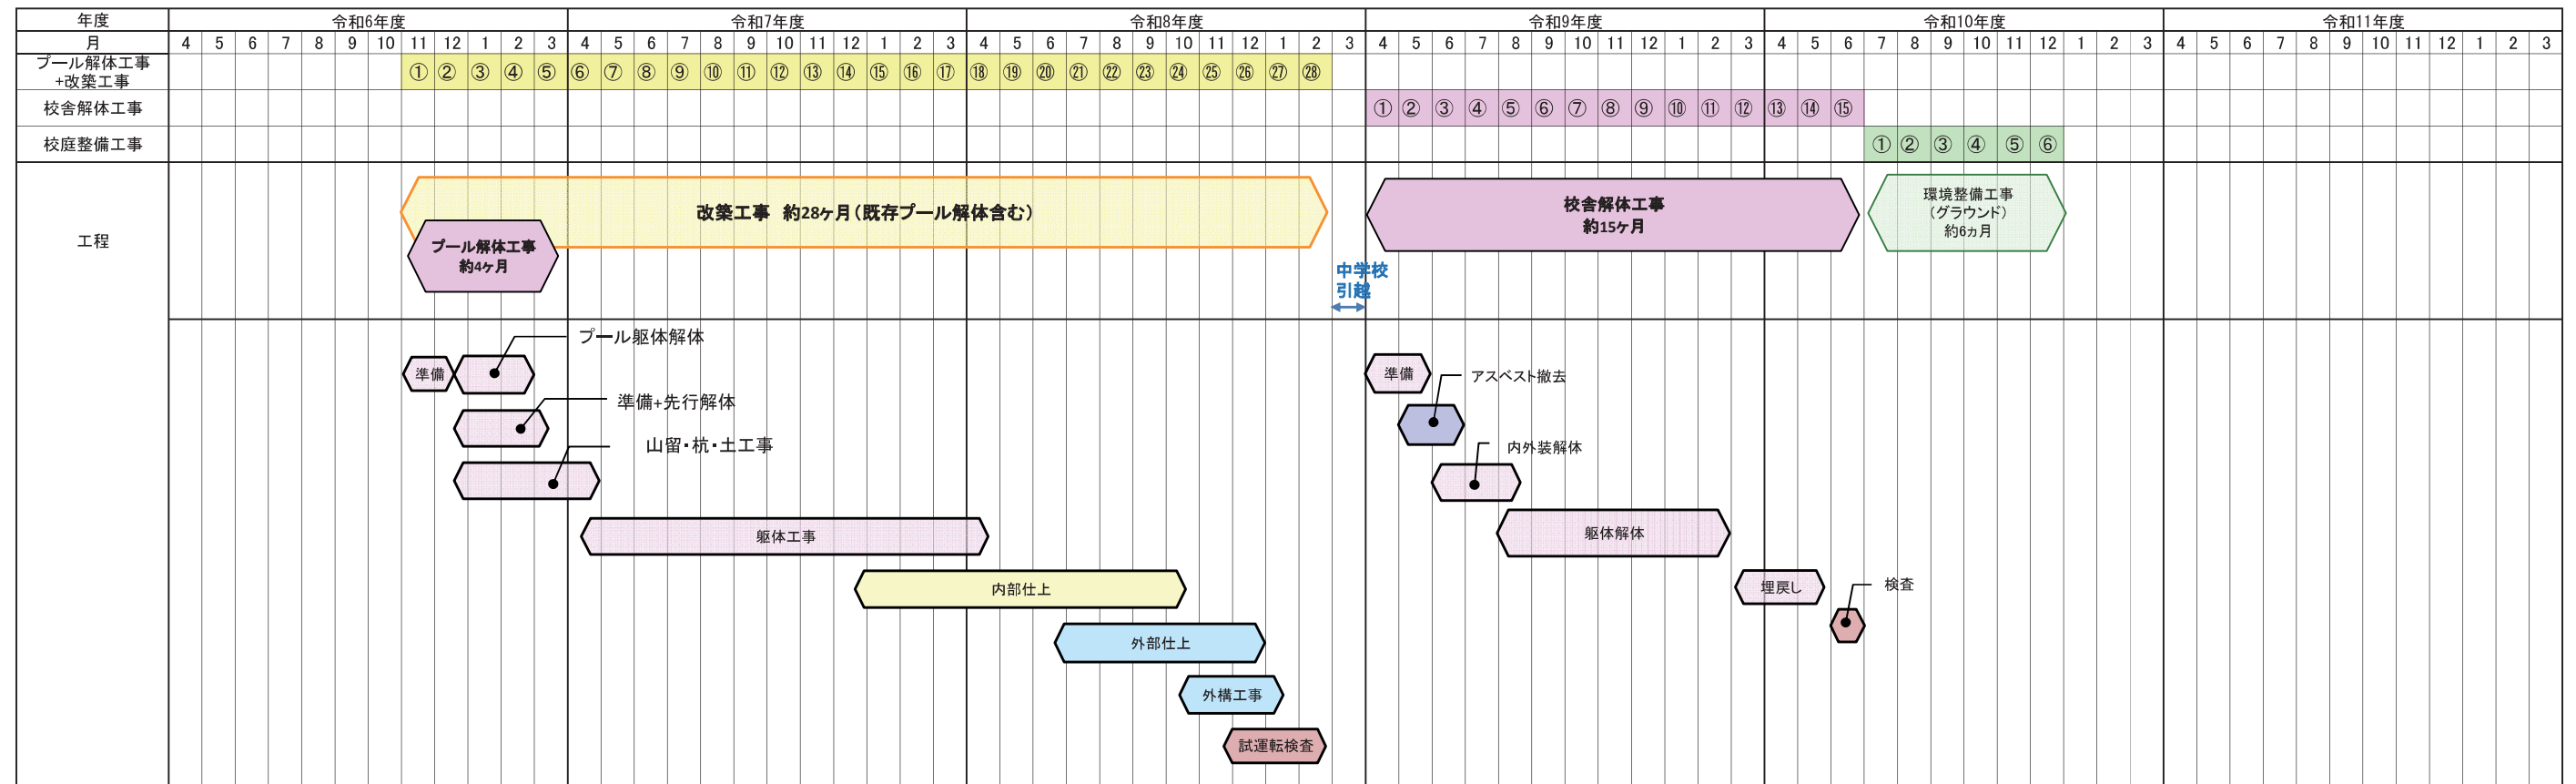 年度 令和6年度 令和7年度 令和8年度 令和9年度 令和10年度 令和11年度
月 4 5 6 7 8 9 10 11 12 1 2 3 4 5 6 7 8 9 10 11 12 1 2 3 4 5 6 7 8 9 10 11 12 1 2 3 4 5 6 7 8 9 10 11 12 1 2 3 4 5 6 7 8 9 10 11 12 1 2 3 4 5 6 7 8 9 10 11 12 1 2 3
プール解体工事
+改築工事
① ② ③ ④ ⑤ ⑥ ⑦ ⑧ ⑨ ⑩ ⑪ ⑫ ⑬ ⑭ ⑮ ⑯ ⑰ ⑱ ⑲ ⑳ ㉑ ㉒ ㉓ ㉔ ㉕ ㉖ ㉗ ㉘
校舎解体工事 ① ② ③ ④ ⑤ ⑥ ⑦ ⑧ ⑨ ⑩ ⑪ ⑫ ⑬ ⑭ ⑮
校庭整備工事 ① ② ③ ④ ⑤ ⑥
工程
改築工事 約28ヶ月(既存プール解体含む)
プール解体工事
約4ヶ月
中学校
引越
校舎解体工事
約15ヶ月
環境整備工事
(グラウンド)
約6ヵ月
プール躯体解体
準備
準備+先行解体
山留・杭・土工事
躯体工事
内部仕上
外部仕上
外構工事
試運転検査
準備
アスベスト撤去
内外装解体
躯体解体
埋戻し
検査